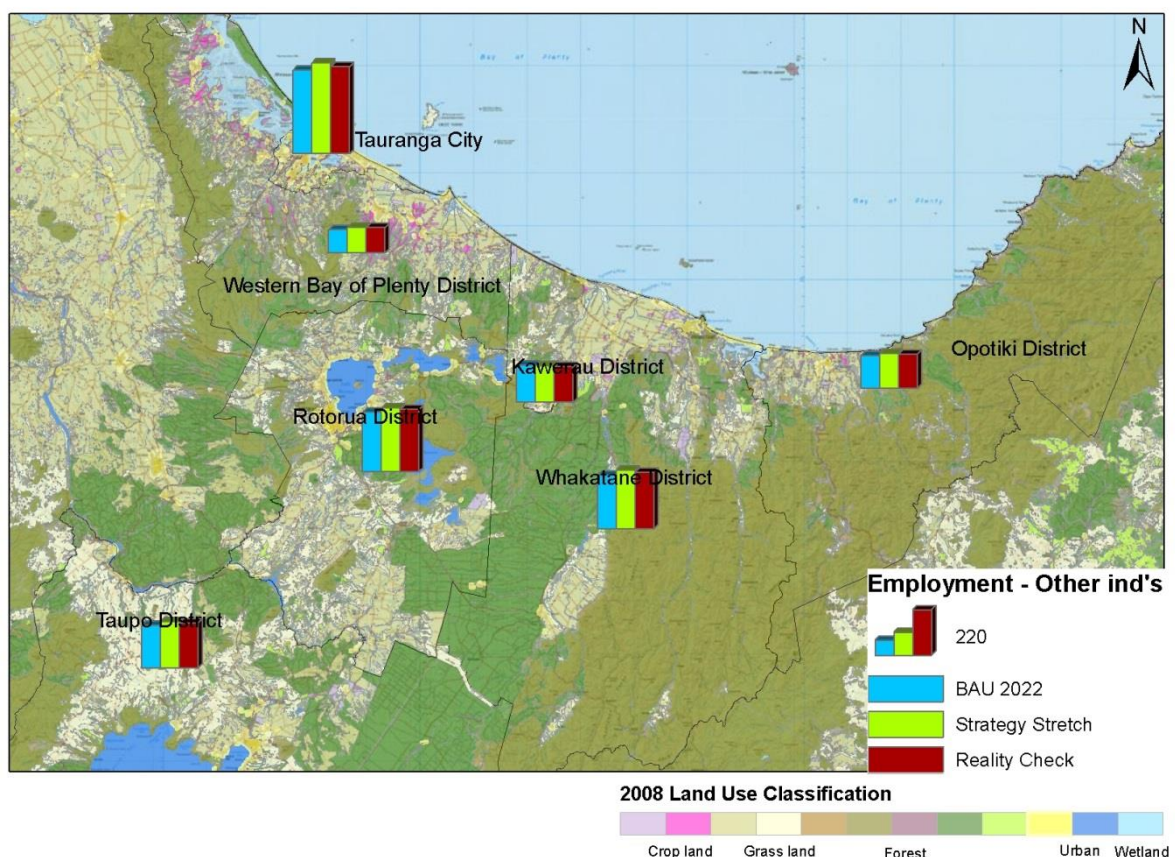 N
Bay of Plenty
Tauranga City
Bay of Plenty
Western Bay of Plenty District
Opotiki District
Kawerau District
Rotorua District
Whakatane District
Taupo District
Employment - Other ind's
220
BAU 2022
Strategy Stretch
Reality Check
2008 Land Use Classification
Crop land Grass land Forest Urban Wetland